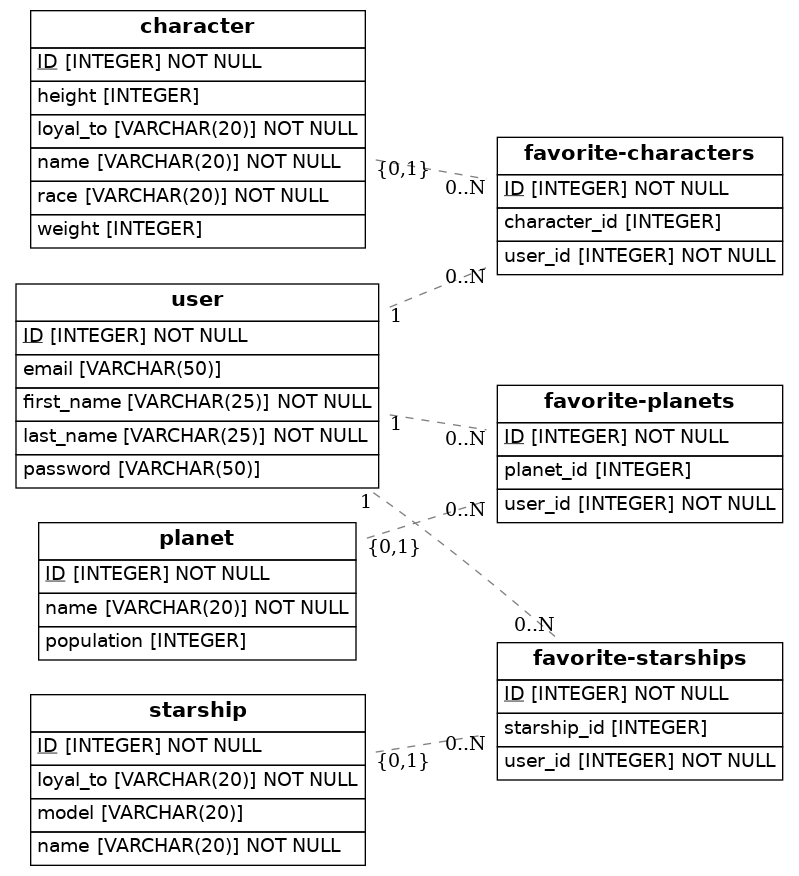 character
ID [INTEGER] NOT NULL
height [INTEGER]
loyal_to [VARCHAR(20)] NOT NULL
name [VARCHAR(20)] NOT NULL
race [VARCHAR(20)] NOT NULL
weight [INTEGER]
{0,1}
0..N
favorite-characters
ID [INTEGER] NOT NULL
character_id [INTEGER]
user_id [INTEGER] NOT NULL
0..N
1
user
ID [INTEGER] NOT NULL
email [VARCHAR(50)]
first_name [VARCHAR(25)] NOT NULL
last_name [VARCHAR(25)] NOT NULL
password [VARCHAR(50)]
1
0..N
favorite-planets
ID [INTEGER] NOT NULL
planet_id [INTEGER]
user_id [INTEGER] NOT NULL
1
0..N
{0,1}
planet
ID [INTEGER] NOT NULL
name [VARCHAR(20)] NOT NULL
population [INTEGER]
0..N
favorite-starships
ID [INTEGER] NOT NULL
starship_id [INTEGER]
user_id [INTEGER] NOT NULL
starship
ID [INTEGER] NOT NULL
loyal_to [VARCHAR(20)] NOT NULL
model [VARCHAR(20)]
name [VARCHAR(20)] NOT NULL
{0,1}
0..N